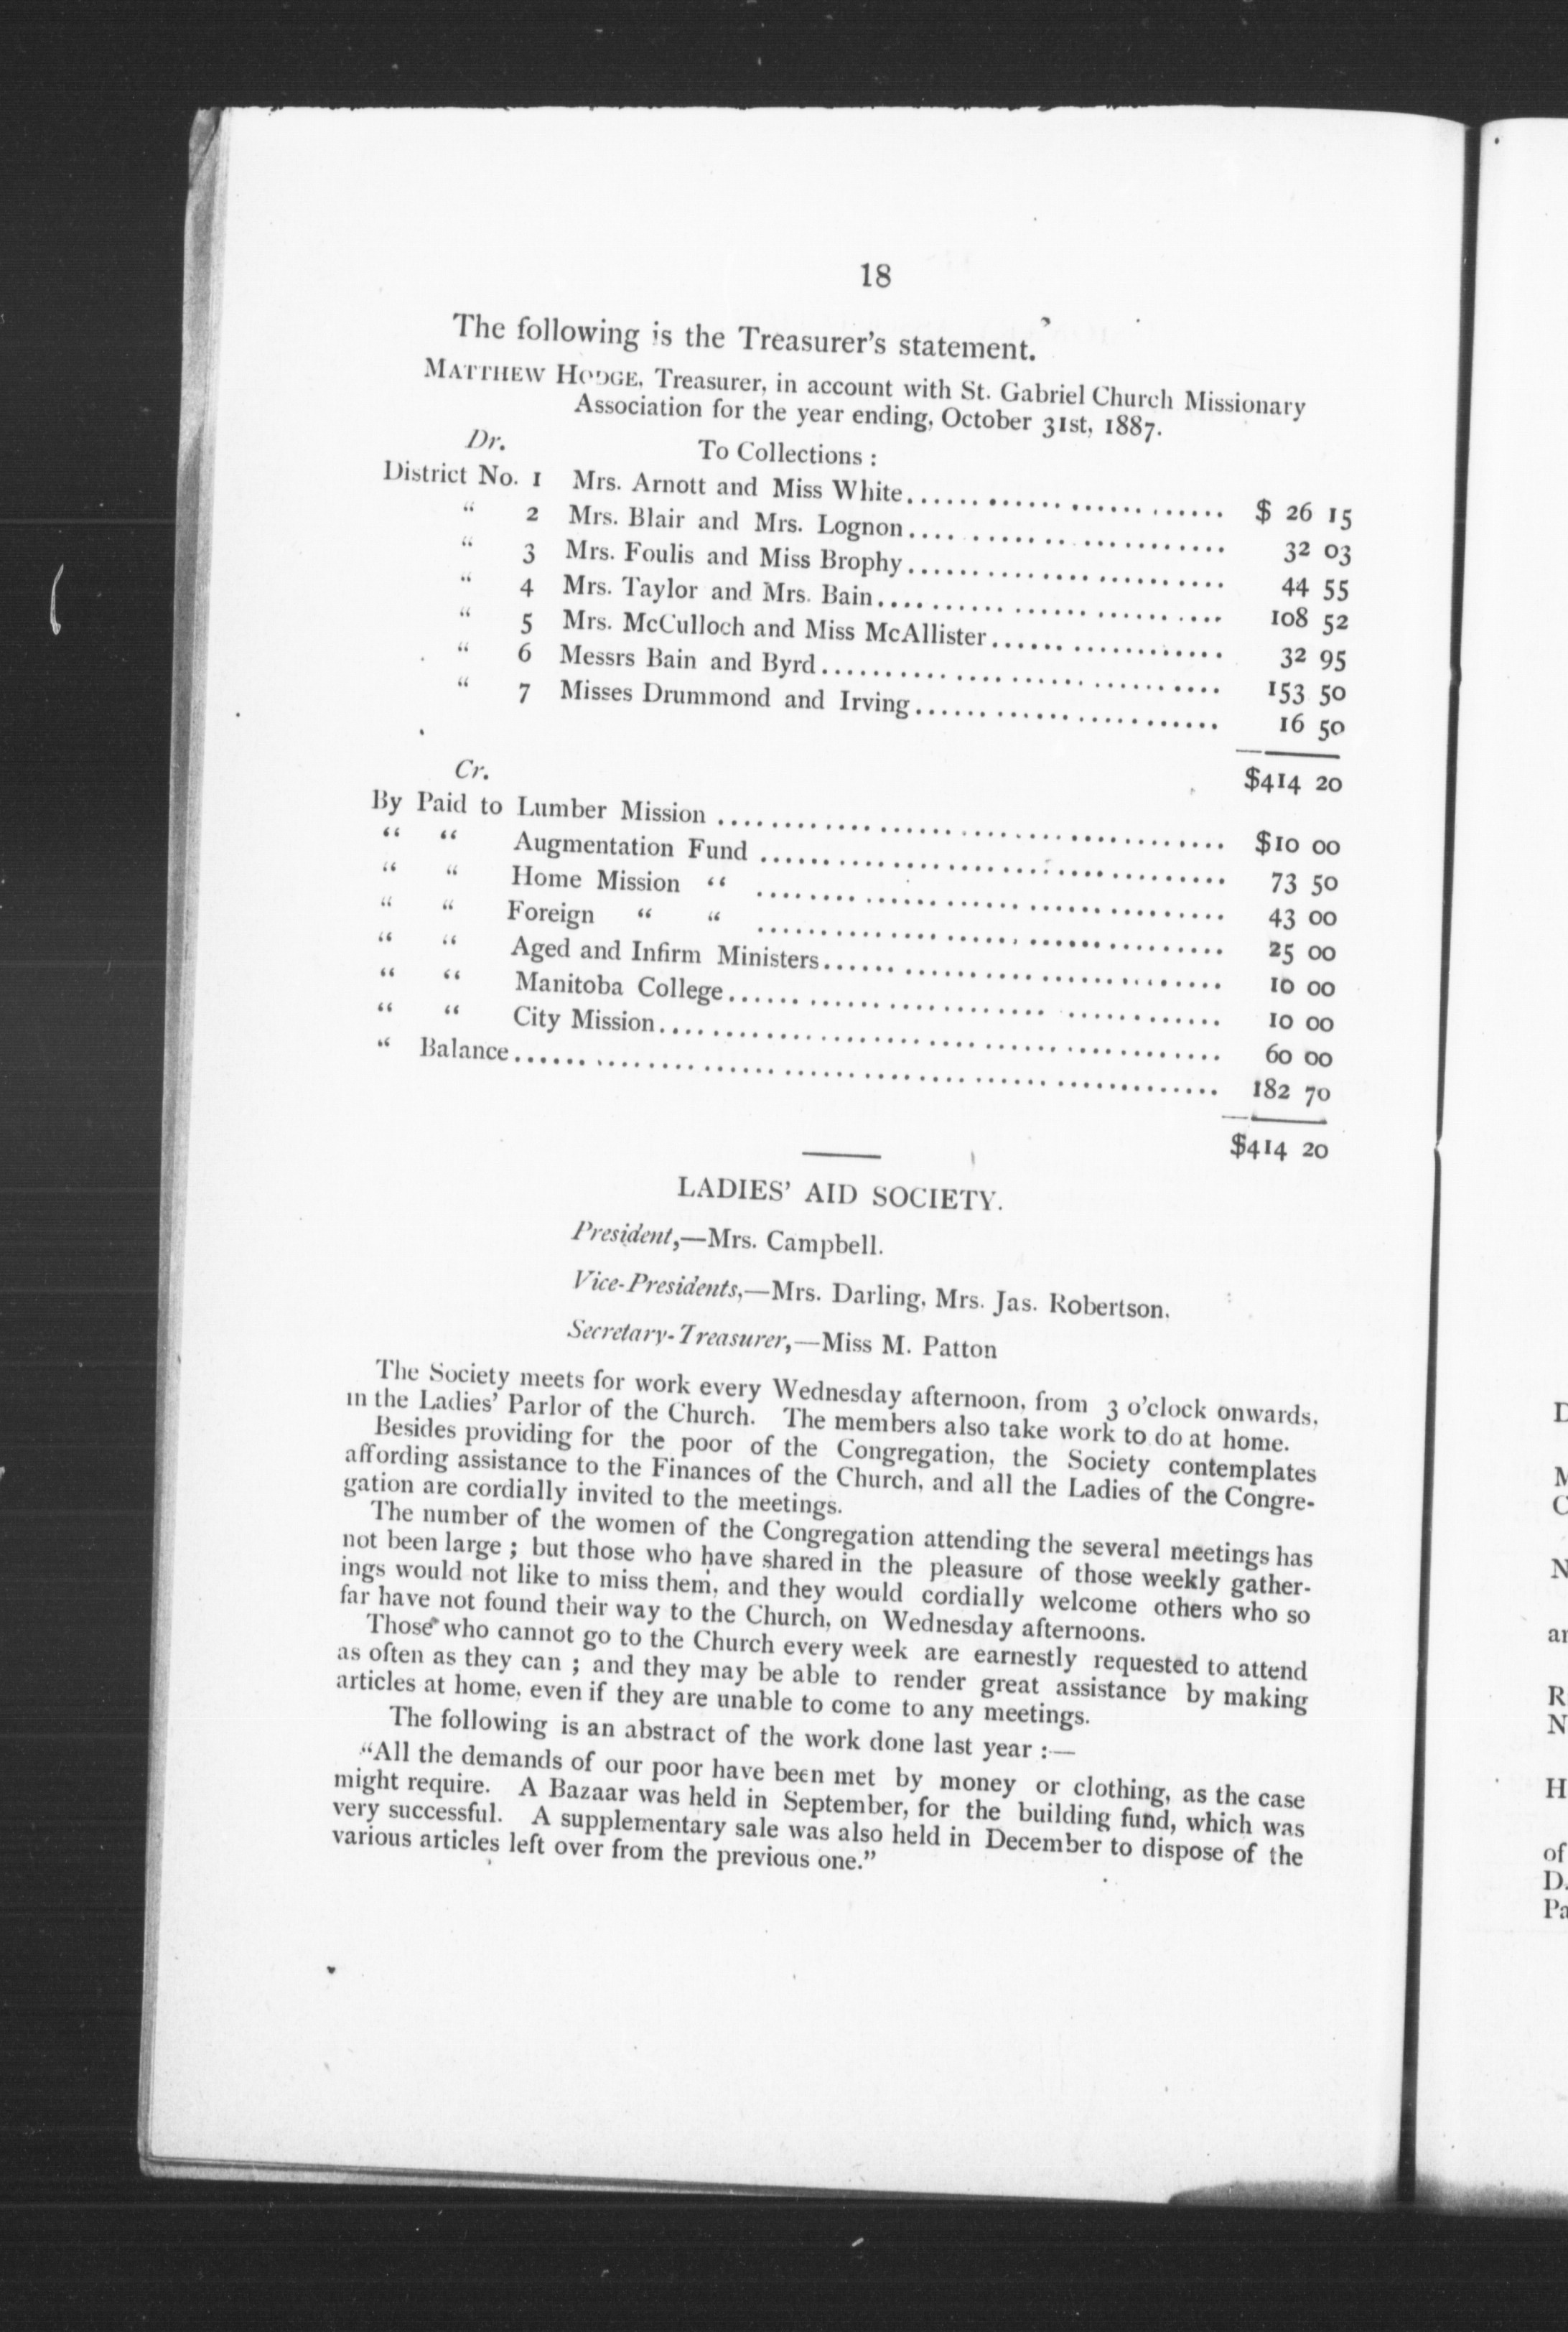 18
The following is the Treasurer's statement.
MATTHEW HODGE, Treasurer, in account with St. Gabriel Church Missionary
Association for the year ending, October 31st, 1887.
Dr. To Collections :
District No. 1 Mrs. Arnott and Miss White........................ $ 26 15
" 2 Mrs. Blair and Mrs. Lognon........................ 32 03
" 3 Mrs. Foulis and Miss Brophy........................ 44 55
" 4 Mrs. Taylor and Mrs. Bain........................ 108 52
" 5 Mrs. McCulloch and Miss McAllister.................... 32 95
" 6 Messrs Bain and Byrd............................ 153 50
" 7 Misses Drummond and Irving........................ 16 50
$414 20
Cr.
By Paid to Lumber Mission ...................................... $10 00
" " Augmentation Fund .................................. 73 50
" " Home Mission " .................................. 43 00
" " Foreign " " .................................. 25 00
" " Aged and Infirm Ministers............................ 10 00
" " Manitoba College.................................... 10 00
" " City Mission........................................ 60 00
" Balance.................................................... 182 70
$414 20
LADIES' AID SOCIETY.
President,—Mrs. Campbell.
Vice-Presidents,—Mrs. Darling, Mrs. Jas. Robertson.
Secretary-Treasurer,—Miss M. Patton
The Society meets for work every Wednesday afternoon, from 3 o'clock onwards,
in the Ladies' Parlor of the Church. The members also take work to do at home.
Besides providing for the poor of the Congregation, the Society contemplates
affording assistance to the Finances of the Church, and all the Ladies of the Congre-
gation are cordially invited to the meetings.
The number of the women of the Congregation attending the several meetings has
not been large ; but those who have shared in the pleasure of those weekly gather-
ings would not like to miss them, and they would cordially welcome others who so
far have not found their way to the Church, on Wednesday afternoons.
Those who cannot go to the Church every week are earnestly requested to attend
as often as they can ; and they may be able to render great assistance by making
articles at home, even if they are unable to come to any meetings.
The following is an abstract of the work done last year :—
"All the demands of our poor have been met by money or clothing, as the case
might require. A Bazaar was held in September, for the building fund, which was
very successful. A supplementary sale was also held in December to dispose of the
various articles left over from the previous one."